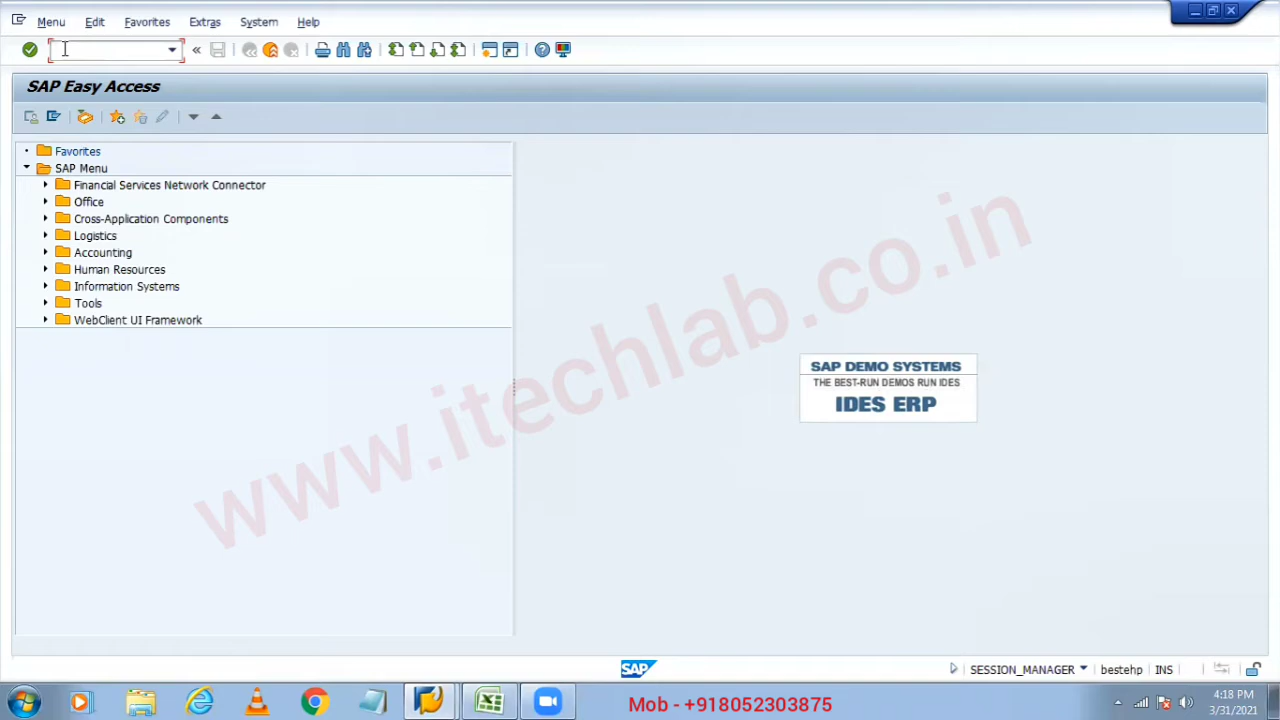 Menu Edit Favorites Extras System Help
SAP Easy Access
Favorites
SAP Menu
Financial Services Network Connector
Office
Cross-Application Components
Logistics
Accounting
Human Resources
Information Systems
Tools
WebClient UI Framework
www.itechlab.co.in
SAP DEMO SYSTEMS
THE BEST-RUN DEMOS RUN IDES
IDES ERP
SAP
SESSION_MANAGER bestehp INS
Mob - +918052303875
4:18 PM
3/31/2021